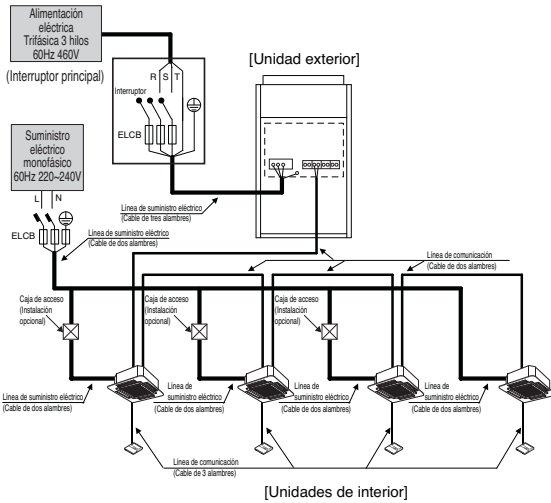 Alimentación
eléctrica
Trifásica 3 hilos
60Hz 460V
(Interruptor principal)
R S T
Interruptor
ELCB
[Unidad exterior]
Suministro
eléctrico
monofásico
60Hz 220~240V
L N
ELCB
Línea de suministro eléctrico
(Cable de dos alambres)
Línea de suministro eléctrico
(Cable de tres alambres)
Línea de comunicación
(Cable de dos alambres)
Caja de acceso
(Instalación
opcional)
Caja de acceso
(Instalación
opcional)
Caja de acceso
(Instalación
opcional)
Línea de suministro eléctrico
(Cable de dos alambres)
Línea de
suministro eléctrico
(Cable de dos alambres)
Línea de
suministro eléctrico
(Cable de dos alambres)
Línea de
suministro eléctrico
(Cable de dos alambres)
Línea de comunicación
(Cable de 3 alambres)
[Unidades de interior]